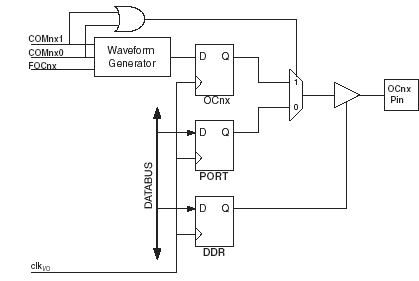 COMnx1
COMnx0
FOCnx
Waveform
Generator
D Q
OCnx
1
0
OCnx
Pin
D Q
PORT
D Q
DDR
DATABUS
clkI/O